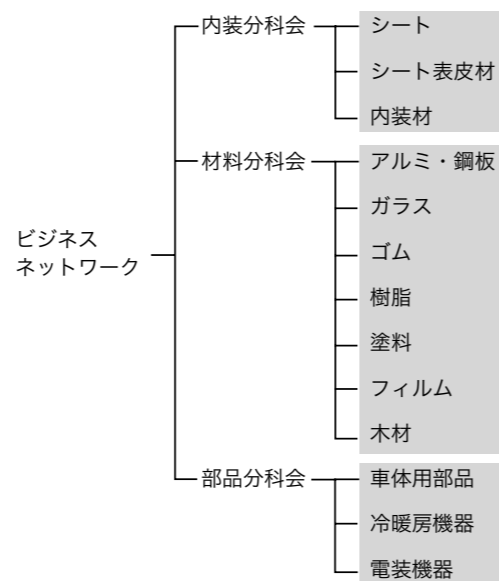 ビジネス
ネットワーク
内装分科会
シート
シート表皮材
内装材
材料分科会
アルミ・鋼板
ガラス
ゴム
樹脂
塗料
フィルム
木材
部品分科会
車体用部品
冷暖房機器
電装機器